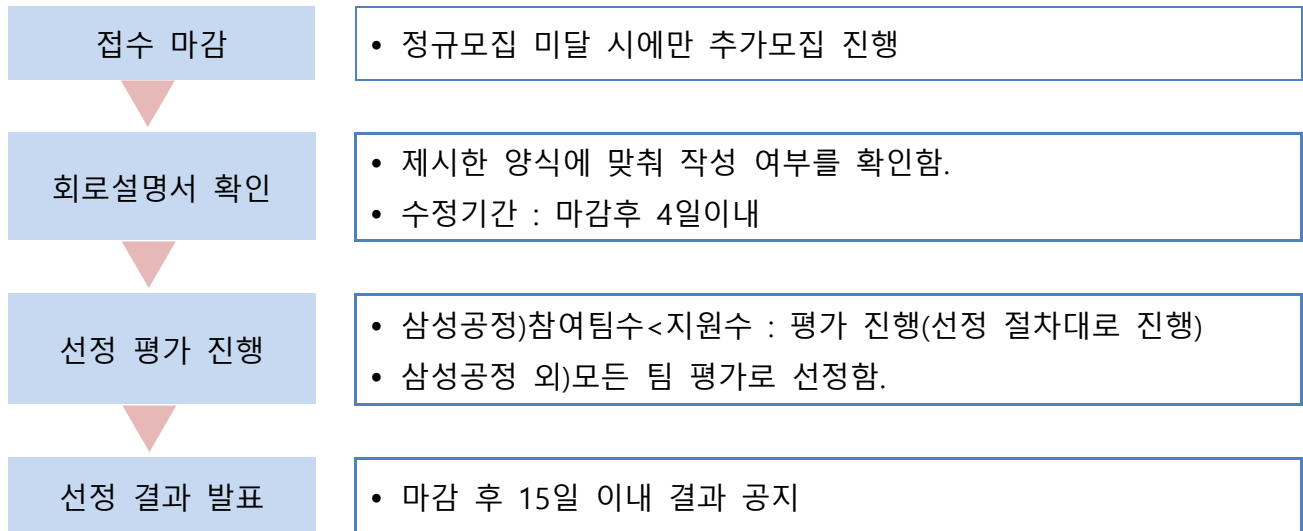 접수 마감
• 정규모집 미달 시에만 추가모집 진행
회로설명서 확인
• 제시한 양식에 맞춰 작성 여부를 확인함.
• 수정기간 : 마감후 4일이내
선정 평가 진행
• 삼성공정)참여팀수<지원수 : 평가 진행(선정 절차대로 진행)
• 삼성공정 외)모든 팀 평가로 선정함.
선정 결과 발표
• 마감 후 15일 이내 결과 공지